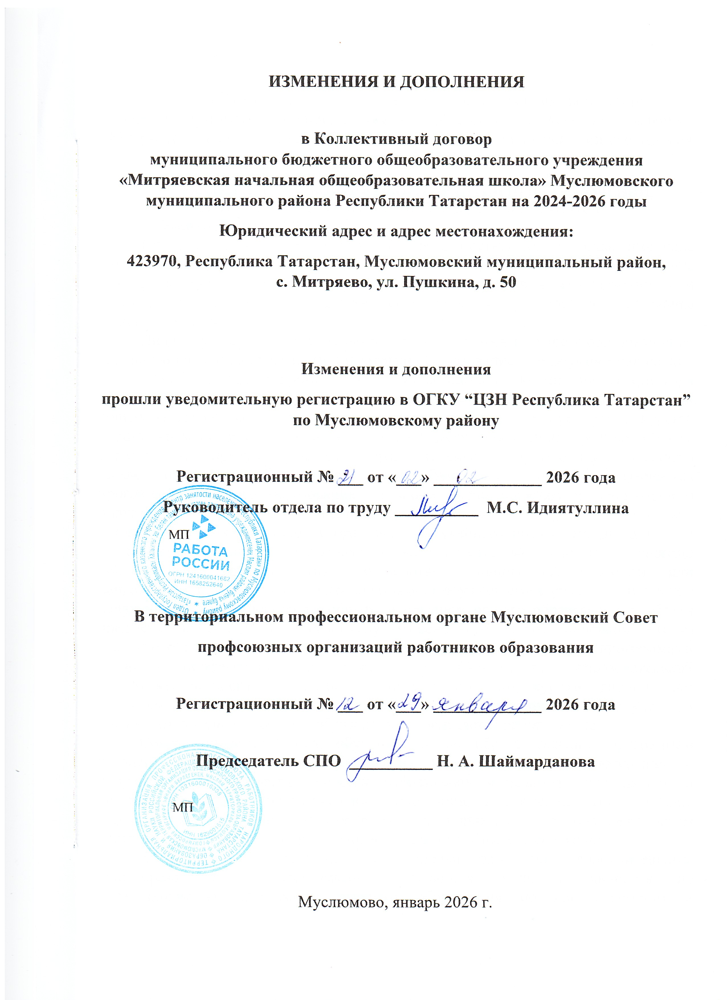 ИЗМЕНЕНИЯ И ДОПОЛНЕНИЯ
в Коллективный договор
муниципального бюджетного общеобразовательного учреждения
«Митряевская начальная общеобразовательная школа» Муслюмовского
муниципального района Республики Татарстан на 2024-2026 годы
Юридический адрес и адрес местонахождения:
423970, Республика Татарстан, Муслюмовский муниципальный район,
с. Митряево, ул. Пушкина, д. 50
Изменения и дополнения
прошли уведомительную регистрацию в ОГКУ “ЦЗН Республика Татарстан”
по Муслюмовскому району
Регистрационный № 21 от «02» 02 2026 года
Руководитель отдела по труду М.С. Идиятуллина
МП
РАБОТА
РОССИИ
ОГРН 1241600041682
ИНН 1658252640
В территориальном профессиональном органе Муслюмовский Совет
профсоюзных организаций работников образования
Регистрационный № 12 от «29» января 2026 года
Председатель СПО Н. А. Шаймарданова
МП
Муслюмово, январь 2026 г.